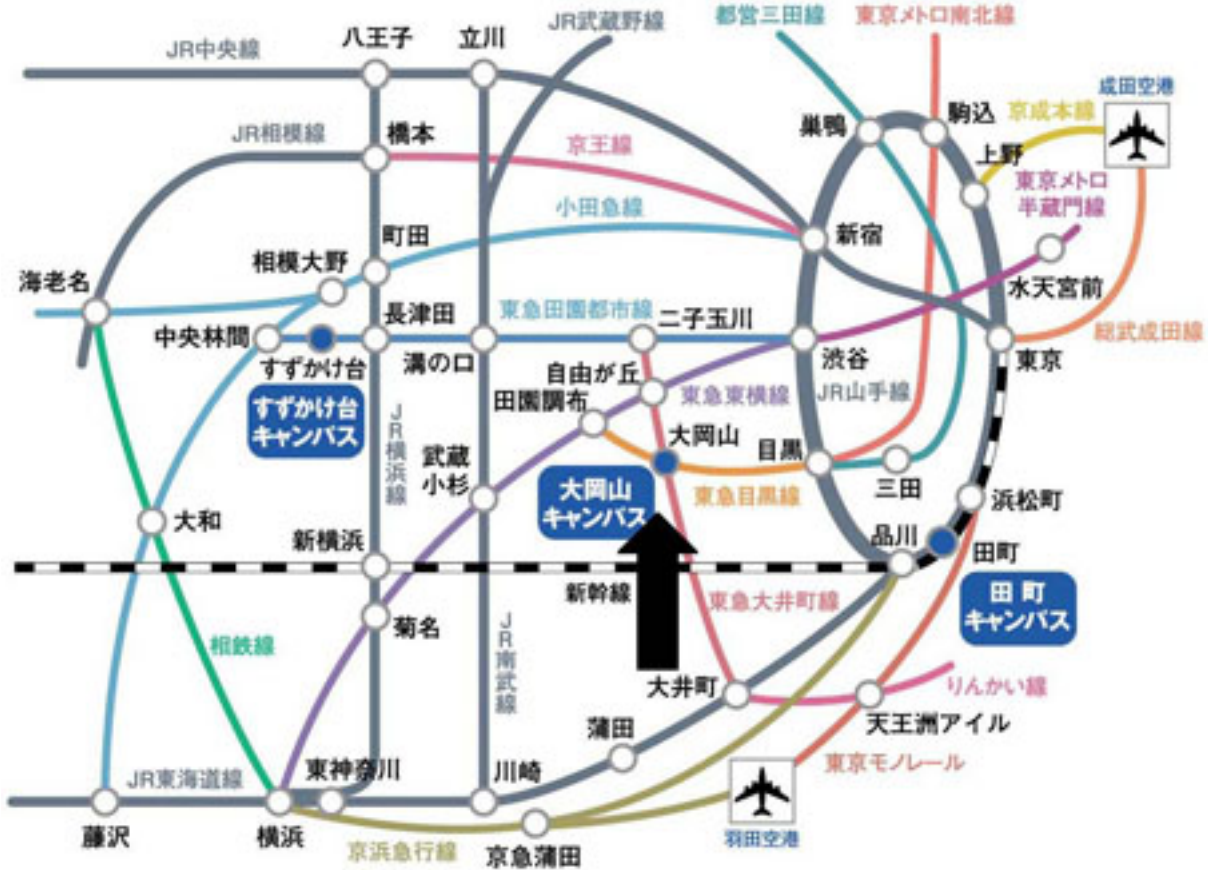 JR中央線
八王子
立川
JR武蔵野線
都営三田線
東京メトロ南北線
成田空港
京成本線
駒込
巣鴨
上野
JR相模線
橋本
京王線
東京メトロ
半蔵門線
小田急線
町田
相模大野
新宿
海老名
水天宮前
長津田
東急田園都市線
二子玉川
中央林間
すずかけ台
溝の口
渋谷
東京
総武成田線
自由が丘
東急東横線
JR山手線
すずかけ台
キャンパス
田園調布
大岡山
目黒
JR横浜線
武蔵
小杉
大岡山
キャンパス
東急目黒線
三田
浜松町
大和
新横浜
品川
田町
新幹線
東急大井町線
田町
キャンパス
菊名
相鉄線
JR南武線
大井町
りんかい線
天王洲アイル
蒲田
東京モノレール
JR東海道線
東神奈川
川崎
藤沢
横浜
京浜急行線
京急蒲田
羽田空港